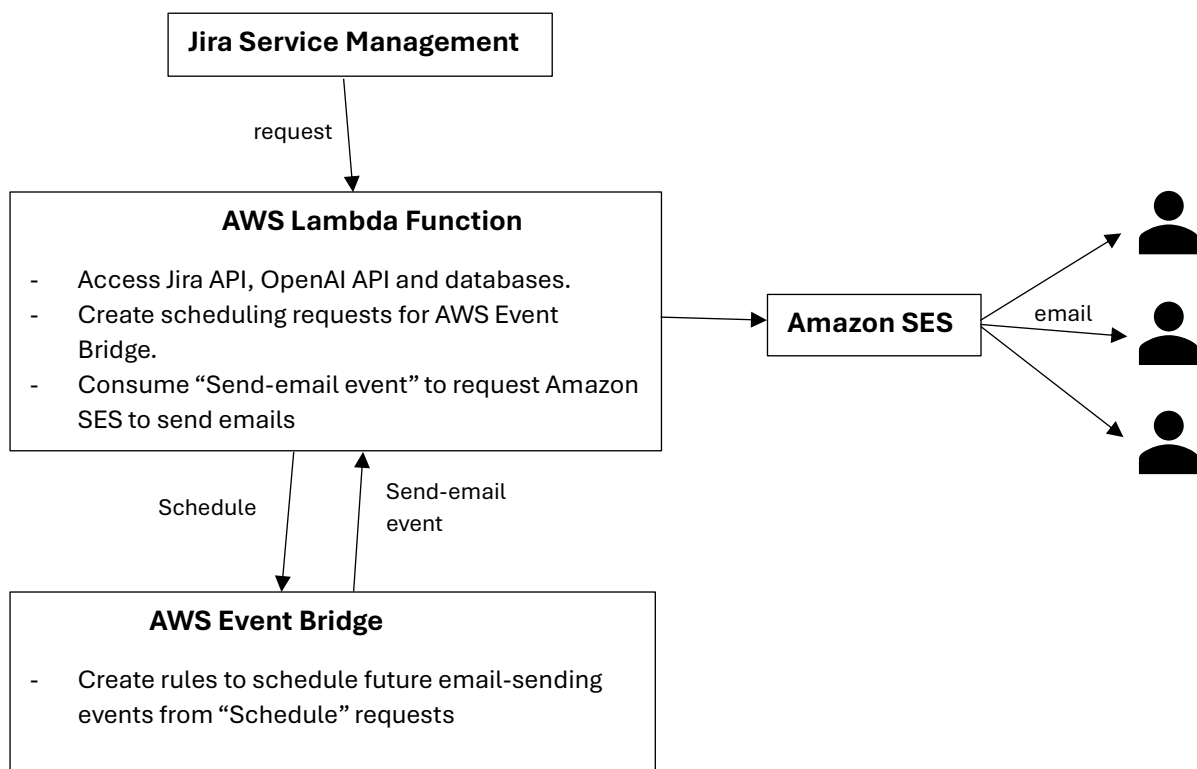 Jira Service Management
request
AWS Lambda Function
- Access Jira API, OpenAI API and databases.
- Create scheduling requests for AWS Event
Bridge.
- Consume “Send-email event” to request Amazon
SES to send emails
Amazon SES
email
Schedule
Send-email
event
AWS Event Bridge
- Create rules to schedule future email-sending
events from “Schedule” requests